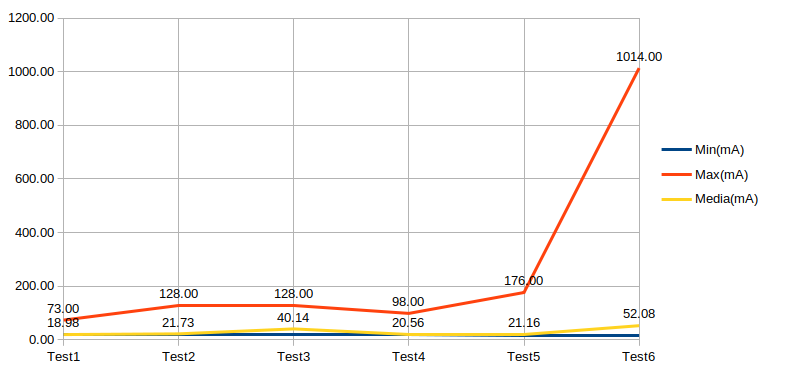 1200.00
1000.00
800.00
600.00
400.00
200.00
0.00
1014.00
176.00
128.00
128.00
98.00
73.00
52.08
40.14
18.98
21.73
20.56
21.16
Test1
Test2
Test3
Test4
Test5
Test6
Min(mA)
Max(mA)
Media(mA)